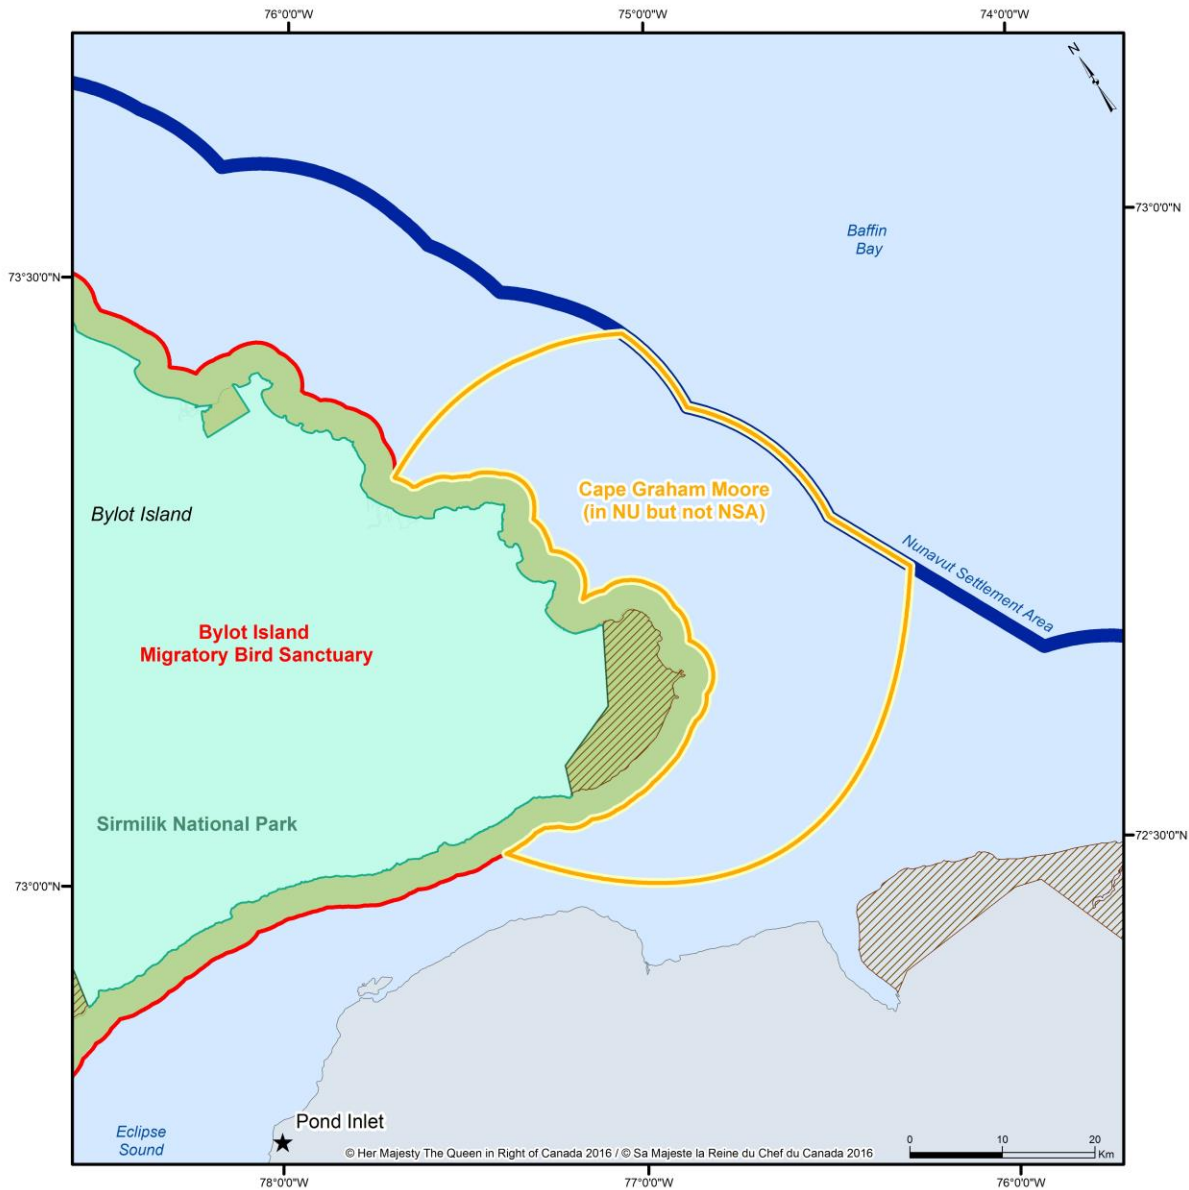 76°0'0"W
75°0'0"W
74°0'0"W
N
73°0'0"N
Baffin
Bay
73°30'0"N
Cape Graham Moore
(in NU but not NSA)
Bylot Island
Nunavut Settlement Area
Bylot Island
Migratory Bird Sanctuary
Sirmilik National Park
72°30'0"N
73°0'0"N
Pond Inlet
Eclipse
Sound
0 10 20
Km
© Her Majesty The Queen in Right of Canada 2016 / © Sa Majeste la Reine du Chef du Canada 2016
78°0'0"W
77°0'0"W
76°0'0"W